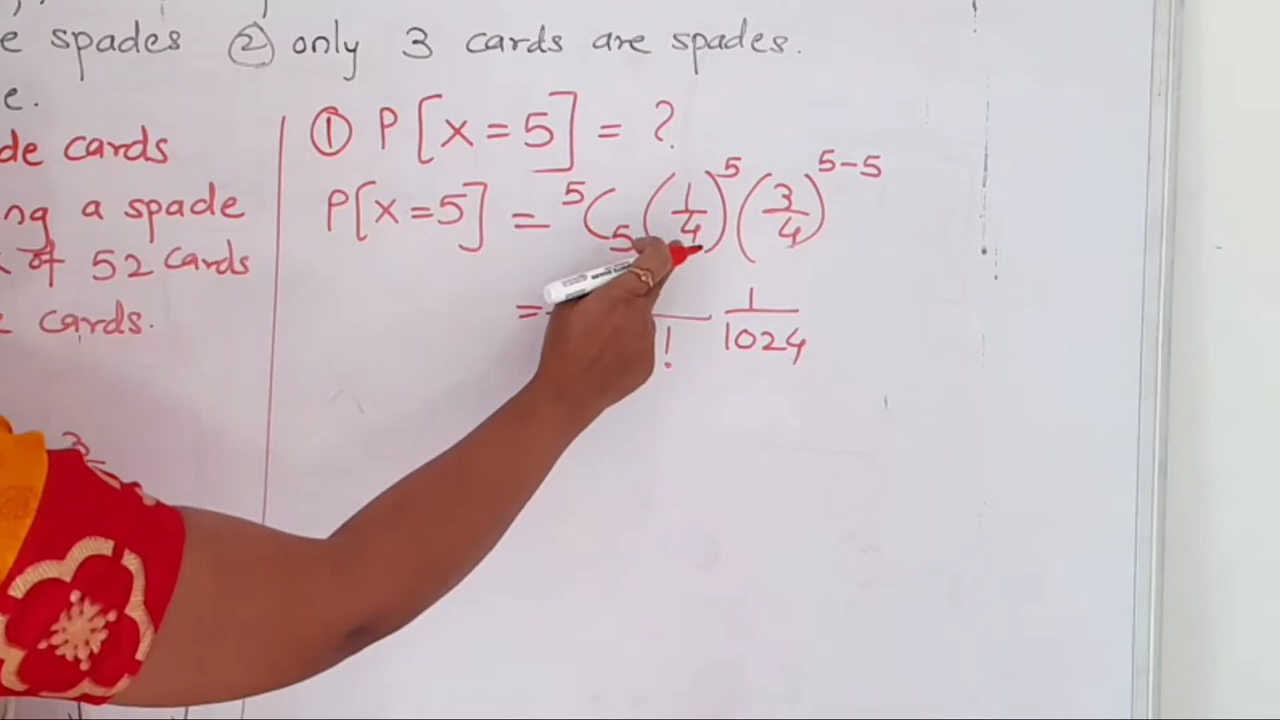 e spades ② only 3 cards are spades.
e.
de cards
ng a spade
of 52 cards
cards.
3
① P[x=5] = ?
P[x=5] = ⁵C₅ (1/4)⁵ (3/4)⁵⁻⁵
= ! 1/1024